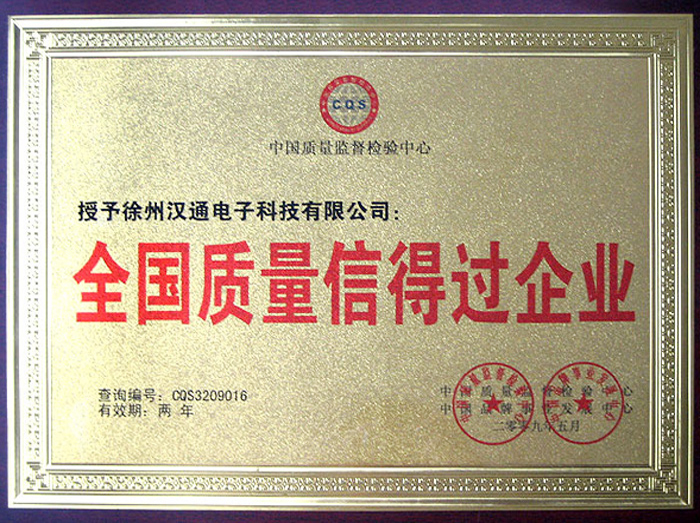 CQS
中国质量监督检验中心
授予徐州汉通电子科技有限公司：
全国质量信得过企业
查询编号：CQS3209016
有效期：两 年
中国质量监督检验中心
中国品牌事业发展中心
二零零九年五月